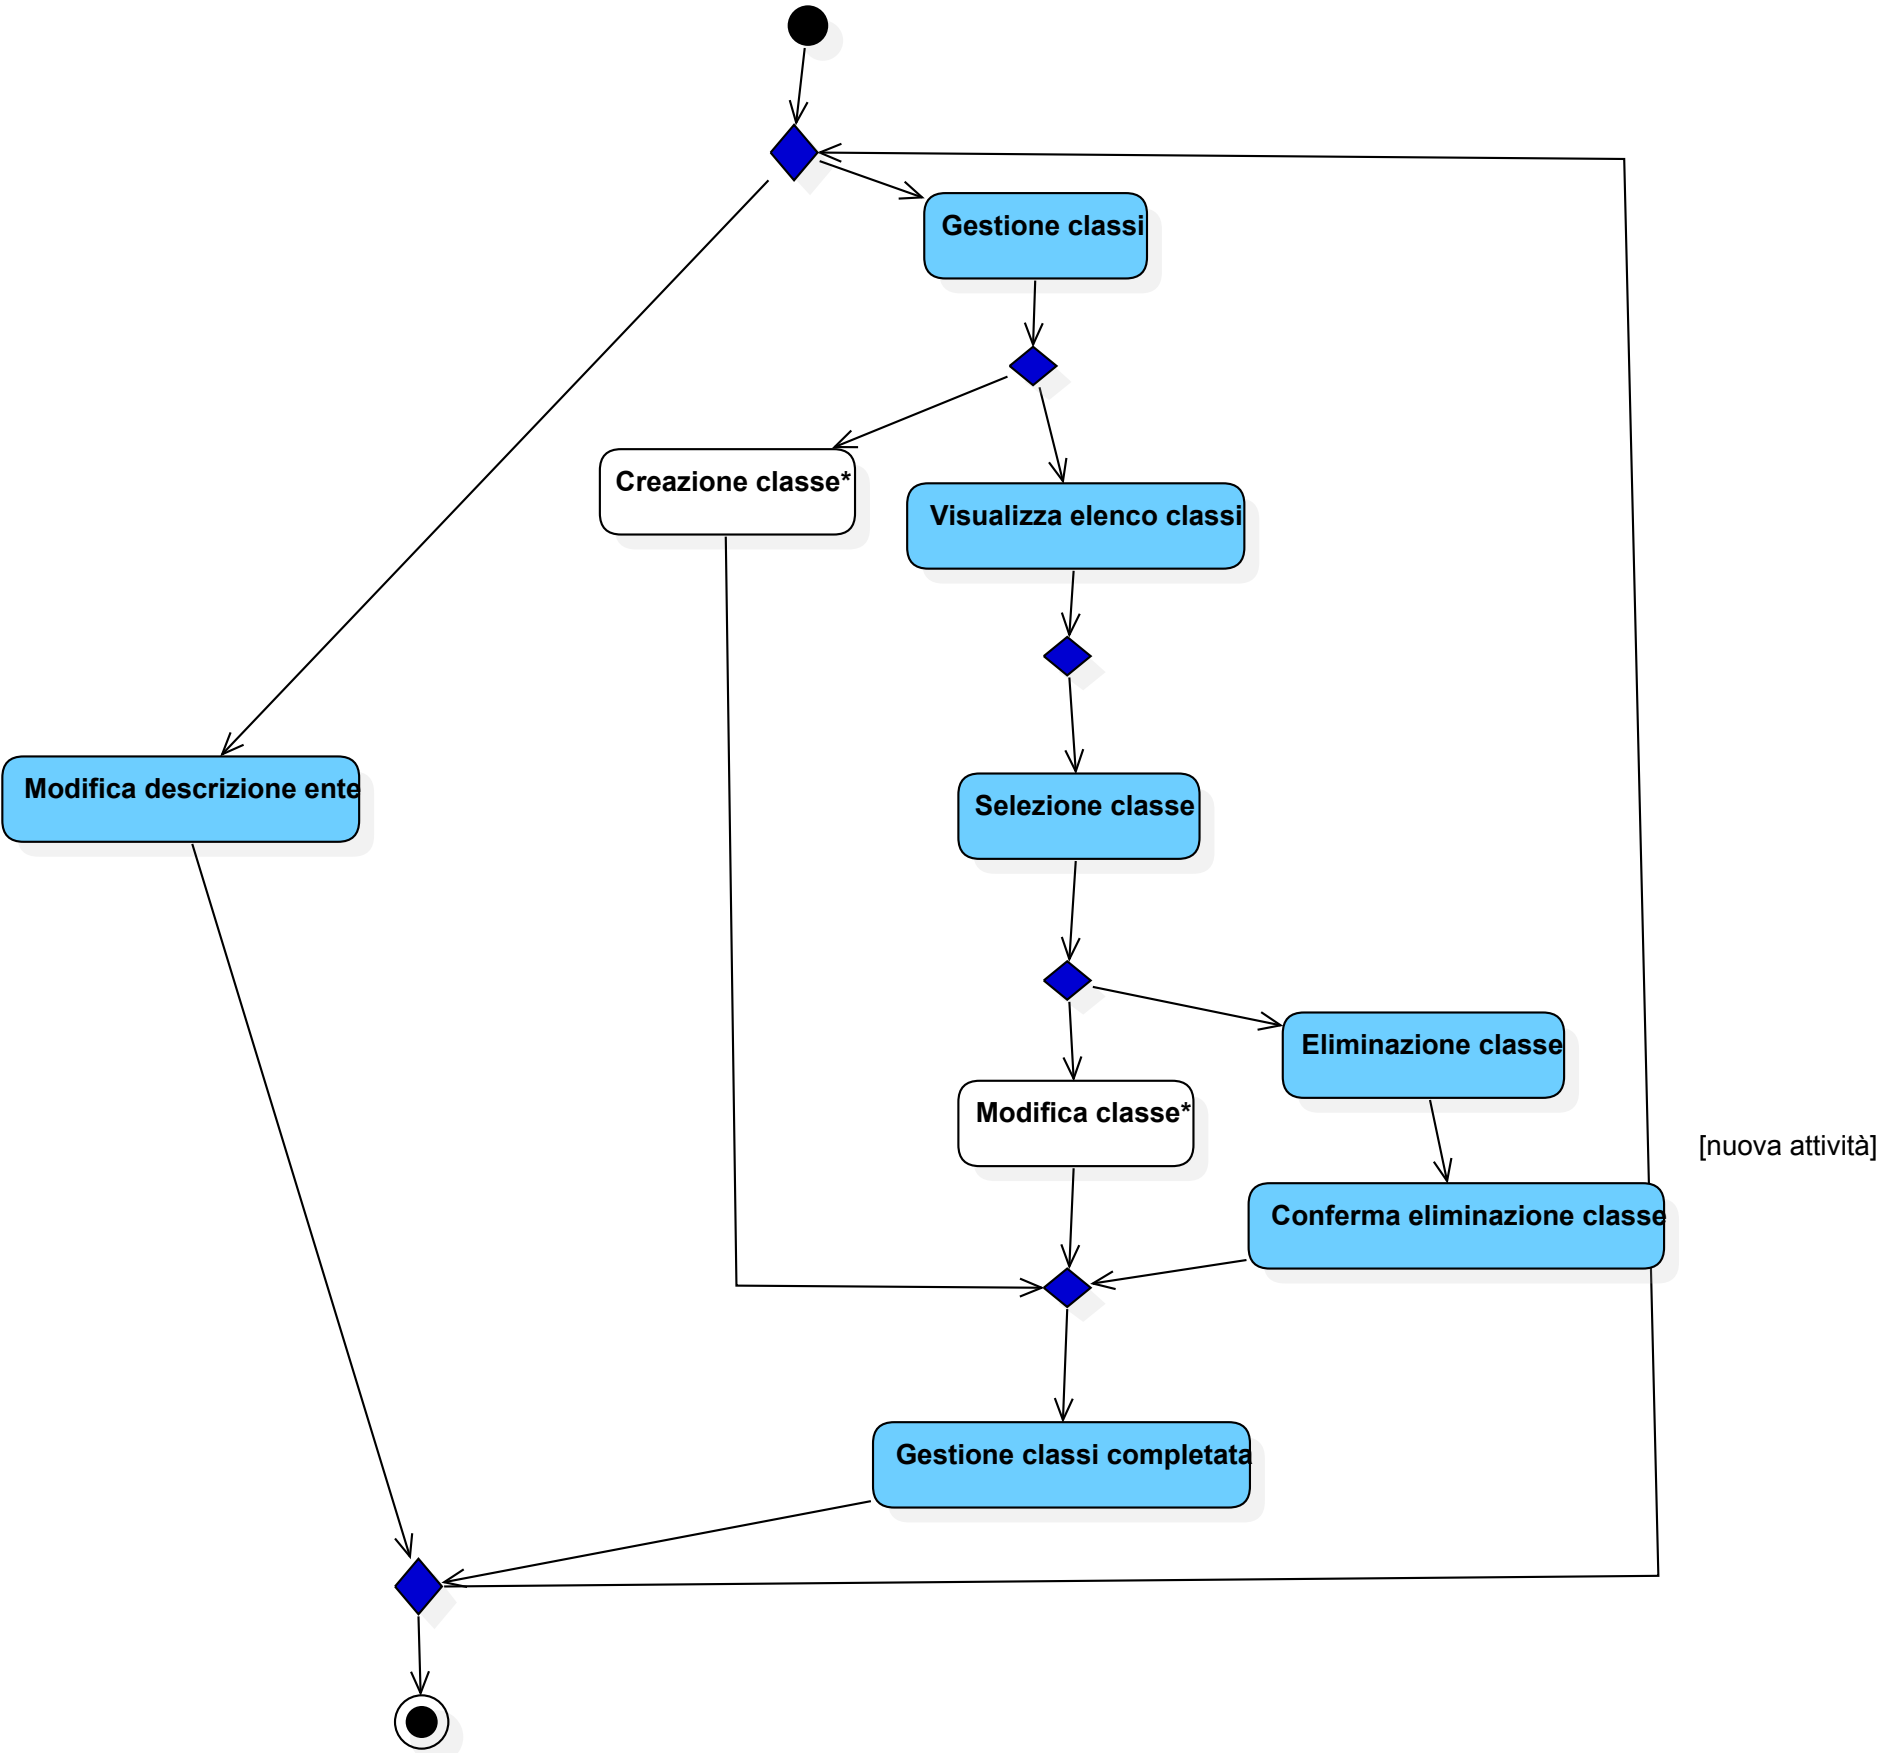 Gestione classi
Creazione classe*
Visualizza elenco classi
Modifica descrizione ente
Selezione classe
Eliminazione classe
Modifica classe*
[nuova attività]
Conferma eliminazione classe
Gestione classi completata